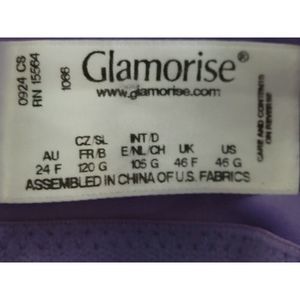 0924 CS
RN 15564
1066
Glamorise®
www.glamorise.com
CARE AND CONTENTS
ON REVERSE
CZ/SL INT/D
AU FR/B E/NL/CH UK US
24 F 120 G 105 G 46 F 46 G
ASSEMBLED IN CHINA OF U.S. FABRICS